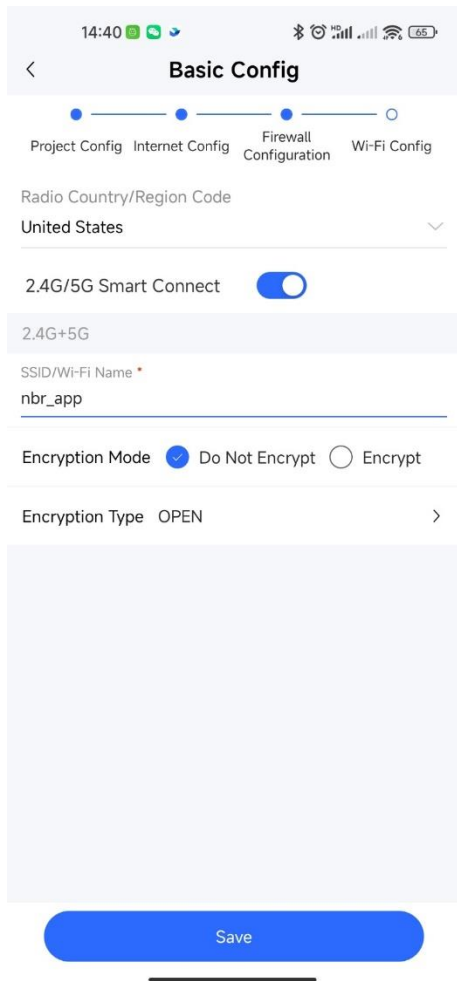 14:40 HD 65
Basic Config
Project Config Internet Config Firewall Configuration Wi-Fi Config
Radio Country/Region Code
United States
2.4G/5G Smart Connect
2.4G+5G
SSID/Wi-Fi Name *
nbr_app
Encryption Mode Do Not Encrypt Encrypt
Encryption Type OPEN
Save